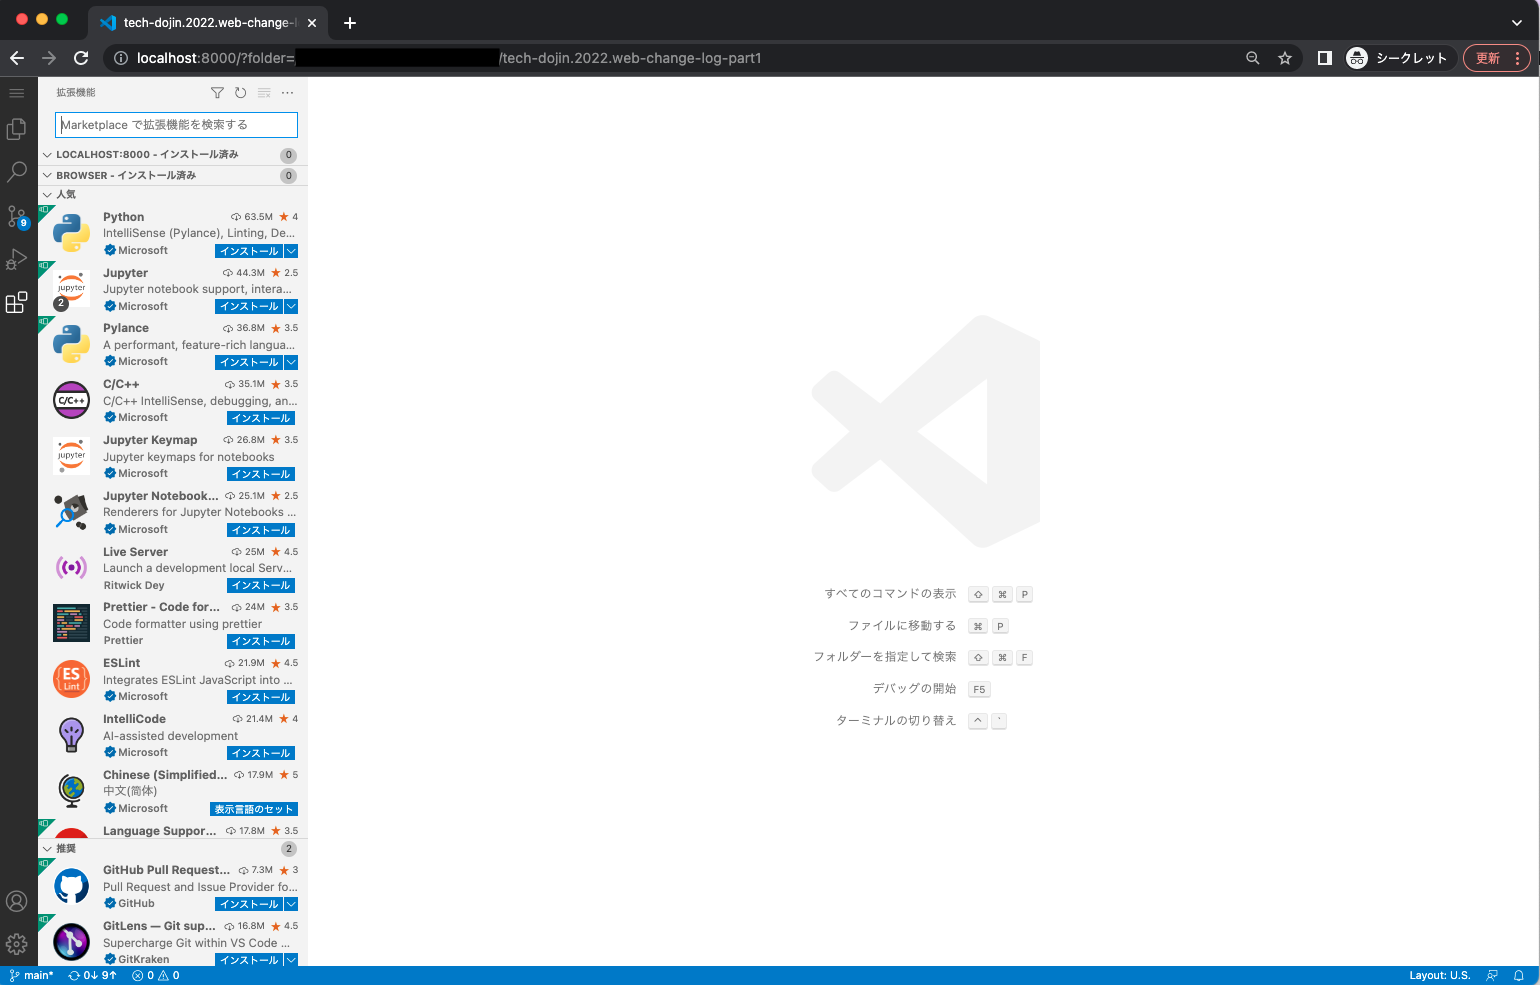 tech-dojin.2022.web-change-
localhost:8000/?folder=
/tech-dojin.2022.web-change-log-part1
シークレット
更新
拡張機能
Marketplace で拡張機能を検索する
LOCALHOST:8000 - インストール済み 0
BROWSER - インストール済み 0
人気
9
Python 63.5M ★ 4
IntelliSense (Pylance), Linting, De...
Microsoft インストール
Jupyter 44.3M ★ 2.5
jupyter
2
Jupyter notebook support, intera...
Microsoft インストール
Pylance 36.8M ★ 3.5
A performant, feature-rich langua...
Microsoft インストール
C/C++ 35.1M ★ 3.5
C/C++
C/C++ IntelliSense, debugging, an...
Microsoft インストール
Jupyter Keymap 26.8M ★ 3.5
jupyter
Jupyter keymaps for notebooks
Microsoft インストール
Jupyter Notebook... 25.1M ★ 2.5
Renderers for Jupyter Notebooks ...
Microsoft インストール
Live Server 25M ★ 4.5
Launch a development local Serv...
Ritwick Dey インストール
Prettier - Code for... 24M ★ 3.5
Code formatter using prettier
Prettier インストール
ESLint 21.9M ★ 4.5
ES
Lint
Integrates ESLint JavaScript into ...
Microsoft インストール
IntelliCode 21.4M ★ 4
AI-assisted development
Microsoft インストール
Chinese (Simplified... 17.9M ★ 5
中文(简体)
Microsoft 表示言語のセット
Language Suppor... 17.8M ★ 3.5
推奨 2
GitHub Pull Request... 7.3M ★ 3
Pull Request and Issue Provider fo...
GitHub インストール
GitLens — Git sup... 16.8M ★ 4.5
Supercharge Git within VS Code ...
GitKraken インストール
すべてのコマンドの表示 ⇧ ⌘ P
ファイルに移動する ⌘ P
フォルダーを指定して検索 ⇧ ⌘ F
デバッグの開始 F5
ターミナルの切り替え ^ `
main* 0↓ 9↑ 0 0
Layout: U.S.